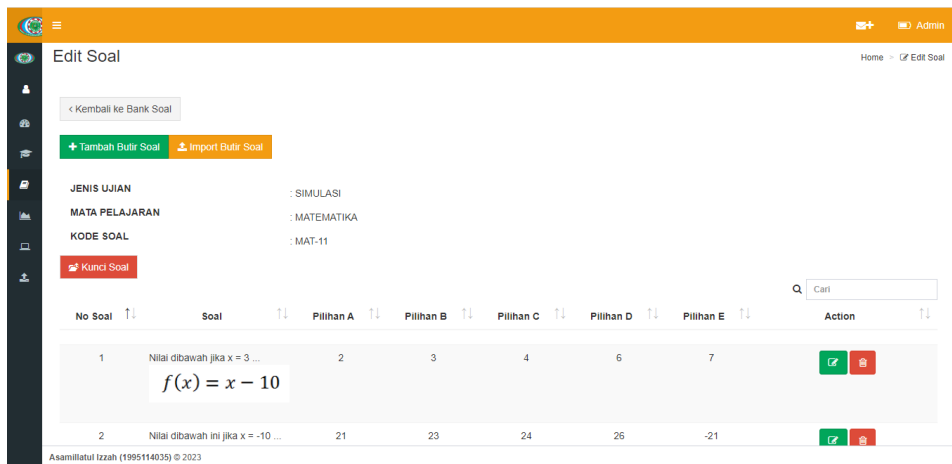 Admin
Edit Soal
Home > Edit Soal
< Kembali ke Bank Soal
Tambah Butir Soal Import Butir Soal
JENIS UJIAN : SIMULASI
MATA PELAJARAN : MATEMATIKA
KODE SOAL : MAT-11
Kunci Soal
Cari
No Soal Soal Pilihan A Pilihan B Pilihan C Pilihan D Pilihan E Action
1 Nilai dibawah jika x = 3 ... 2 3 4 6 7
f(x) = x − 10
2 Nilai dibawah ini jika x = -10 ... 21 23 24 26 -21
Asamillatul Izzah (1995114035) © 2023